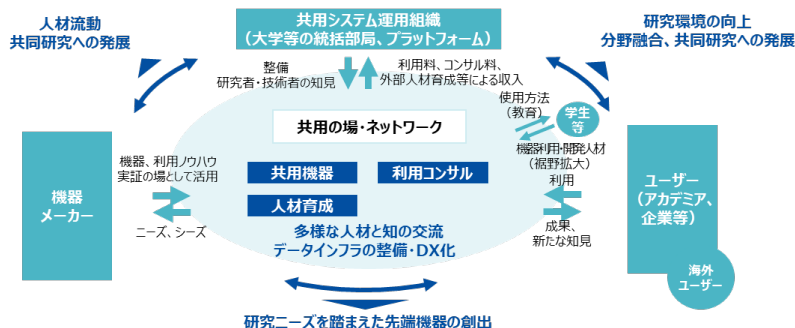 人材流動
共同研究への発展
共用システム運用組織
（大学等の統括部局、プラットフォーム）
研究環境の向上
分野融合、共同研究への発展
整備
研究者・技術者の知見
利用料、コンサル料、
外部人材育成等による収入
使用方法
（教育）
学生
等
共用の場・ネットワーク
機器利用・開発人材
（裾野拡大）
機器、利用ノウハウ
実証の場として活用
共用機器
利用コンサル
利用
機器
メーカー
人材育成
ユーザー
（アカデミア、
企業等）
ニーズ、シーズ
多様な人材と知の交流
データインフラの整備・DX化
成果、
新たな知見
海外
ユーザー
研究ニーズを踏まえた先端機器の創出